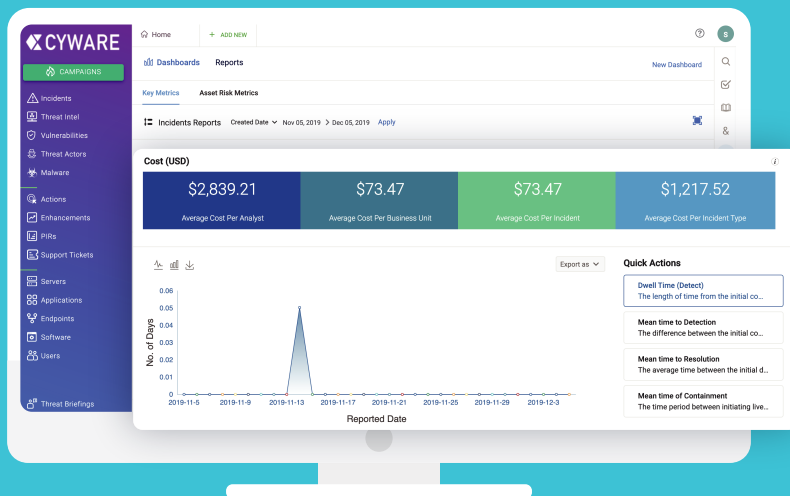 CYWARE
CAMPAIGNS
Incidents
Threat Intel
Vulnerabilities
Threat Actors
Malware
Actions
Enhancements
PIRs
Support Tickets
Servers
Applications
Endpoints
Software
Users
Threat Briefings
Home
+ ADD NEW
?
S
Dashboards
Reports
New Dashboard
Key Metrics
Asset Risk Metrics
Incidents Reports Created Date Nov 05, 2019 > Dec 05, 2019 Apply
&
Cost (USD)
i
$2,839.21
Average Cost Per Analyst
$73.47
Average Cost Per Business Unit
$73.47
Average Cost Per Incident
$1,217.52
Average Cost Per Incident Type
Export as
0.06
0.05
0.04
0.03
0.02
0.01
0
No. of Days
2019-11-5 2019-11-9 2019-11-13 2019-11-17 2019-11-21 2019-11-25 2019-11-29 2019-12-3
Reported Date
Quick Actions
Dwell Time (Detect)
The length of time from the initial co...
Mean time to Detection
The difference between the initial co...
Mean time to Resolution
The average time between the initial d...
Mean time of Containment
The time period between initiating live...